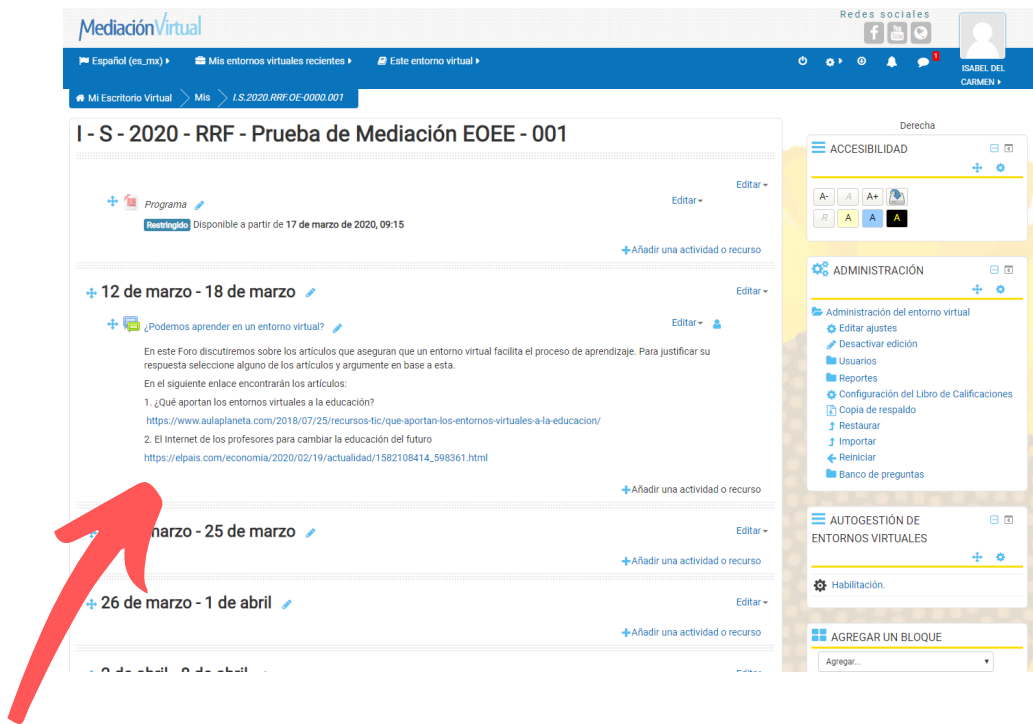 Redes sociales
MediaciónVirtual
Español (es_mx)
Mis entornos virtuales recientes
Este entorno virtual
1
ISABEL DEL
CARMEN
Mi Escritorio Virtual
Mis
I.S.2020.RRF.OE-0000.001
I - S - 2020 - RRF - Prueba de Mediación EOEE - 001
Editar
Programa
Editar
Restringido Disponible a partir de 17 de marzo de 2020, 09:15
+Añadir una actividad o recurso
12 de marzo - 18 de marzo
Editar
¿Podemos aprender en un entorno virtual?
Editar
En este Foro discutiremos sobre los artículos que aseguran que un entorno virtual facilita el proceso de aprendizaje. Para justificar su
respuesta seleccione alguno de los artículos y argumente en base a esta.
En el siguiente enlace encontrarán los artículos:
1. ¿Qué aportan los entornos virtuales a la educación?
https://www.aulaplaneta.com/2018/07/25/recursos-tic/que-aportan-los-entornos-virtuales-a-la-educacion/
2. El Internet de los profesores para cambiar la educación del futuro
https://elpais.com/economia/2020/02/19/actualidad/1582108414_598361.html
+Añadir una actividad o recurso
marzo - 25 de marzo
Editar
+Añadir una actividad o recurso
26 de marzo - 1 de abril
Editar
+Añadir una actividad o recurso
Derecha
ACCESIBILIDAD
A- A A+
R A A A
ADMINISTRACIÓN
Administración del entorno virtual
Editar ajustes
Desactivar edición
Usuarios
Reportes
Configuración del Libro de Calificaciones
Copia de respaldo
Restaurar
Importar
Reiniciar
Banco de preguntas
AUTOGESTIÓN DE
ENTORNOS VIRTUALES
Habilitación.
AGREGAR UN BLOQUE
Agregar...